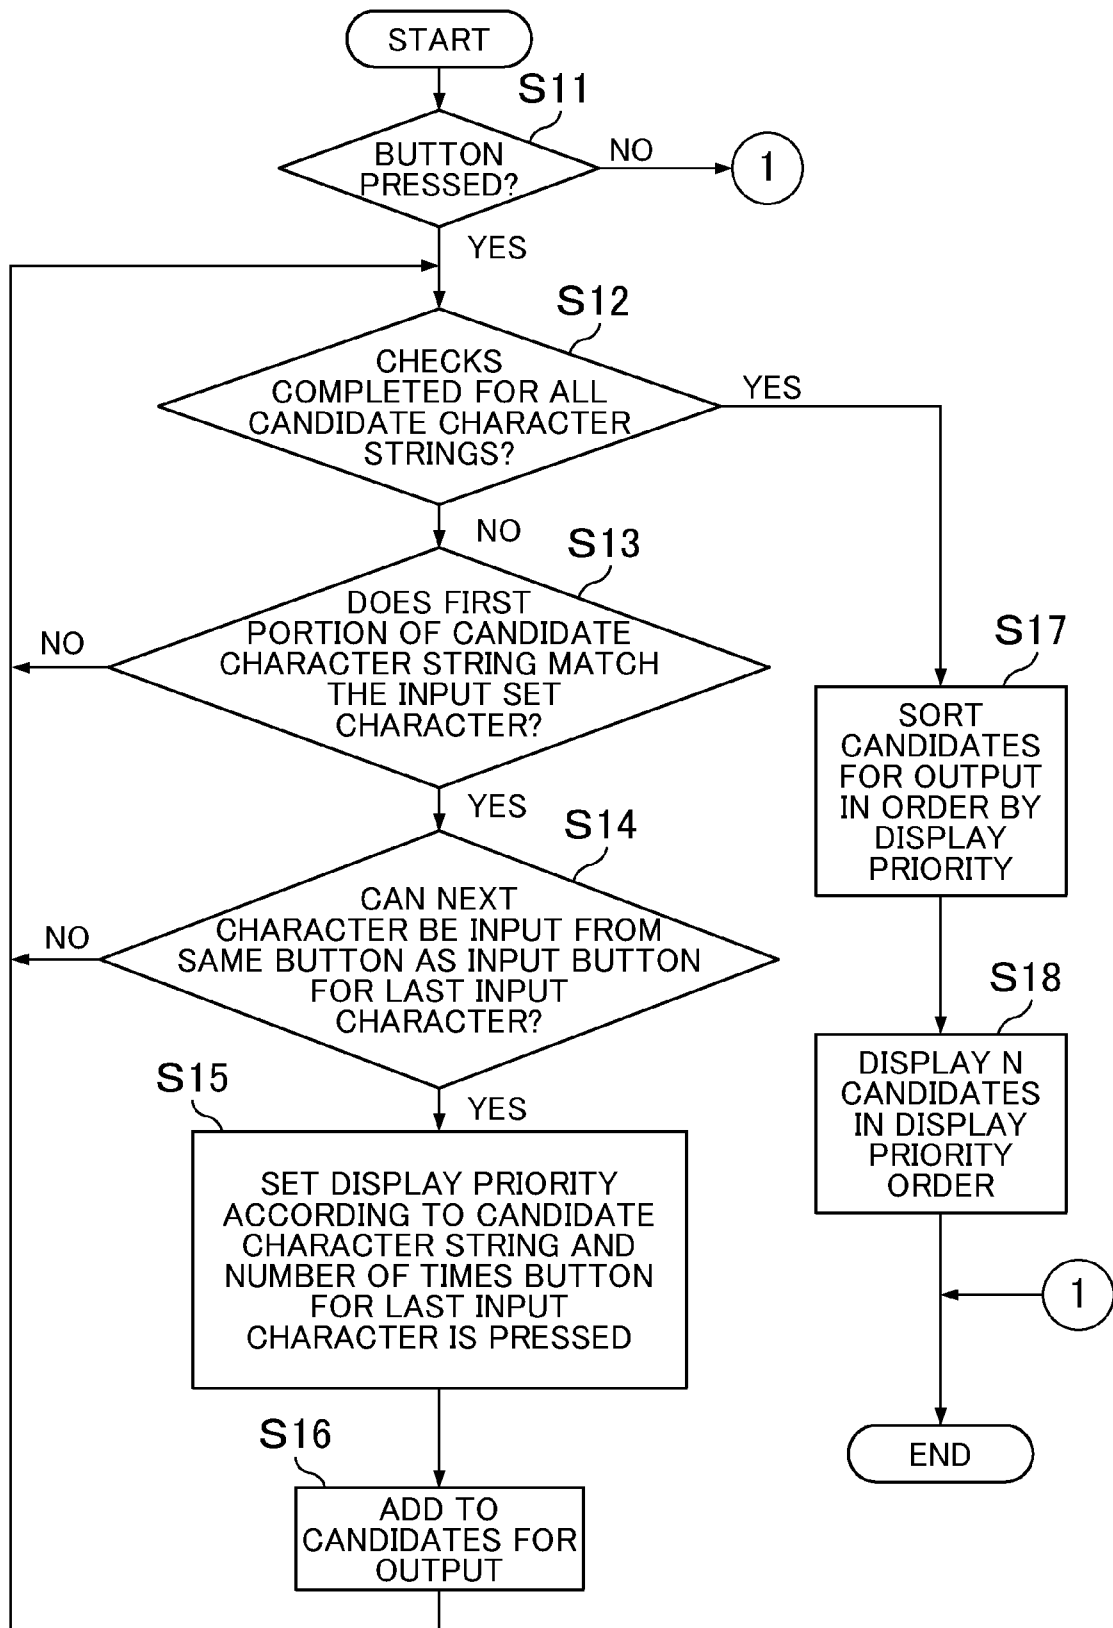 START
S11
BUTTON
PRESSED?
NO
1
YES
S12
CHECKS
COMPLETED FOR ALL
CANDIDATE CHARACTER
STRINGS?
YES
NO
S13
DOES FIRST
PORTION OF CANDIDATE
CHARACTER STRING MATCH
THE INPUT SET
CHARACTER?
NO
YES
S14
CAN NEXT
CHARACTER BE INPUT FROM
SAME BUTTON AS INPUT BUTTON
FOR LAST INPUT
CHARACTER?
NO
YES
S15
SET DISPLAY PRIORITY
ACCORDING TO CANDIDATE
CHARACTER STRING AND
NUMBER OF TIMES BUTTON
FOR LAST INPUT
CHARACTER IS PRESSED
S16
ADD TO
CANDIDATES FOR
OUTPUT
S17
SORT
CANDIDATES
FOR OUTPUT
IN ORDER BY
DISPLAY
PRIORITY
S18
DISPLAY N
CANDIDATES
IN DISPLAY
PRIORITY
ORDER
1
END